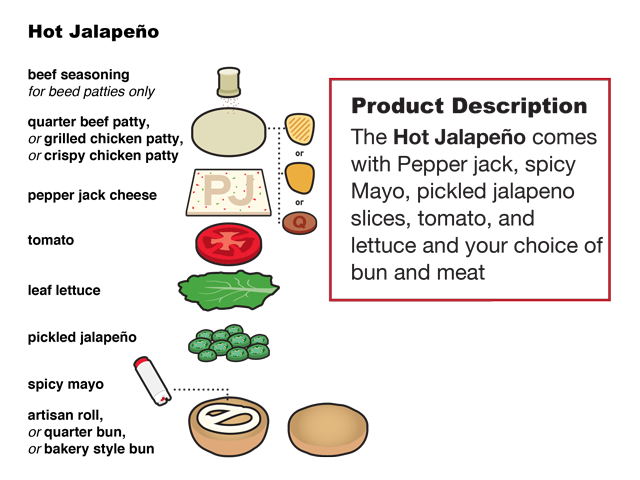 Hot Jalapeño
beef seasoning
for beed patties only
quarter beef patty,
or grilled chicken patty,
or crispy chicken patty
or
pepper jack cheese
PJ
or
Q
tomato
leaf lettuce
pickled jalapeño
spicy mayo
artisan roll,
or quarter bun,
or bakery style bun
Product Description
The Hot Jalapeño comes
with Pepper jack, spicy
Mayo, pickled jalapeno
slices, tomato, and
lettuce and your choice of
bun and meat